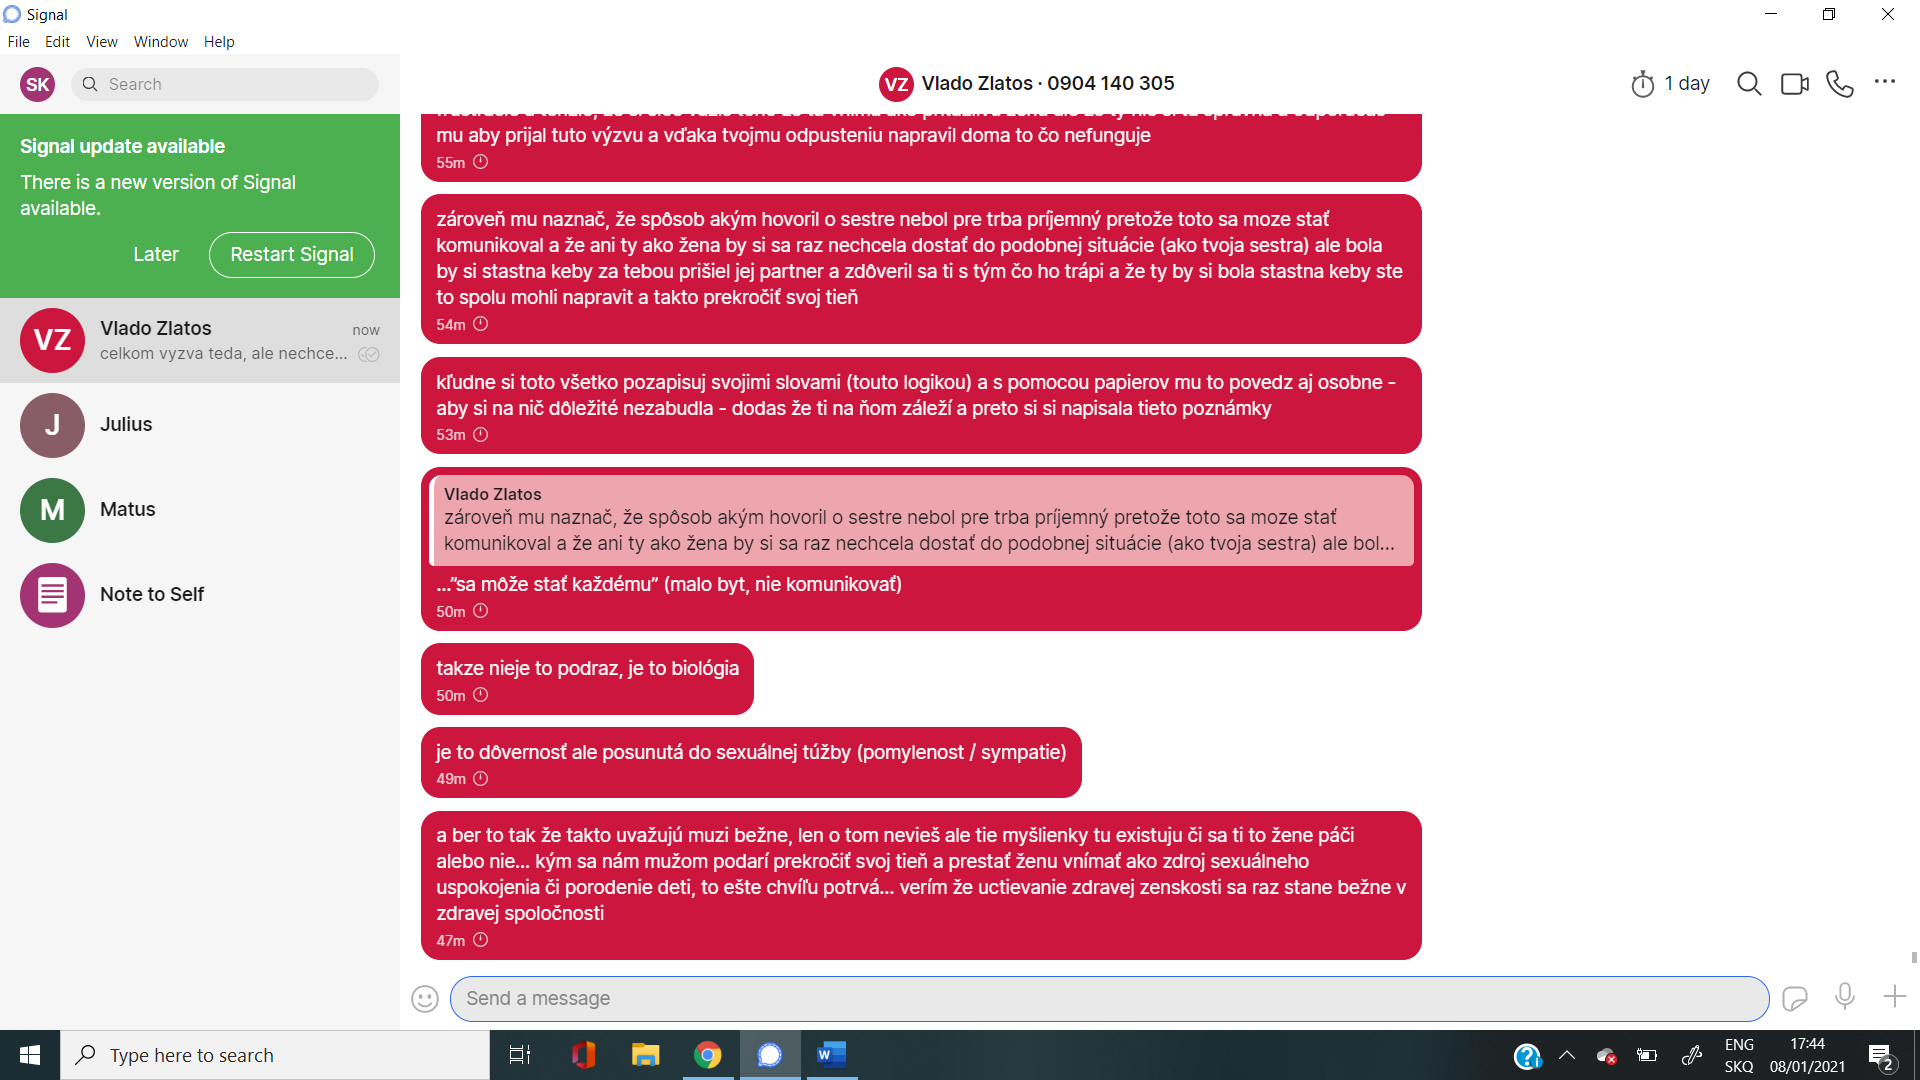 Signal
File Edit View Window Help
SK
Search
VZ Vlado Zlatos · 0904 140 305
1 day
Signal update available
There is a new version of Signal
available.
Later
Restart Signal
VZ
Vlado Zlatos
now
celkom vyzva teda, ale nechce...
J
Julius
M
Matus
Note to Self
mu aby prijal tuto výzvu a vďaka tvojmu odpusteniu napravil doma to čo nefunguje
55m
zároveň mu naznač, že spôsob akým hovoril o sestre nebol pre trba príjemný pretože toto sa moze stať
komunikoval a že ani ty ako žena by si sa raz nechcela dostať do podobnej situácie (ako tvoja sestra) ale bola
by si stastna keby za tebou prišiel jej partner a zdôveril sa ti s tým čo ho trápi a že ty by si bola stastna keby ste
to spolu mohli napravit a takto prekročiť svoj tieň
54m
kľudne si toto všetko pozapisuj svojimi slovami (touto logikou) a s pomocou papierov mu to povedz aj osobne -
aby si na nič dôležité nezabudla - dodas že ti na ňom záleží a preto si si napisala tieto poznámky
53m
Vlado Zlatos
zároveň mu naznač, že spôsob akým hovoril o sestre nebol pre trba príjemný pretože toto sa moze stať
komunikoval a že ani ty ako žena by si sa raz nechcela dostať do podobnej situácie (ako tvoja sestra) ale bol...
...”sa môže stať každému” (malo byt, nie komunikovať)
50m
takze nieje to podraz, je to biológia
50m
je to dôvernosť ale posunutá do sexuálnej túžby (pomylenost / sympatie)
49m
a ber to tak že takto uvažujú muzi bežne, len o tom nevieš ale tie myšlienky tu existuju či sa ti to žene páči
alebo nie... kým sa nám mužom podarí prekročiť svoj tieň a prestať ženu vnímať ako zdroj sexuálneho
uspokojenia či porodenie deti, to ešte chvíľu potrvá... verím že uctievanie zdravej zenskosti sa raz stane bežne v
zdravej spoločnosti
47m
Send a message
Type here to search
ENG
SKQ
17:44
08/01/2021
2